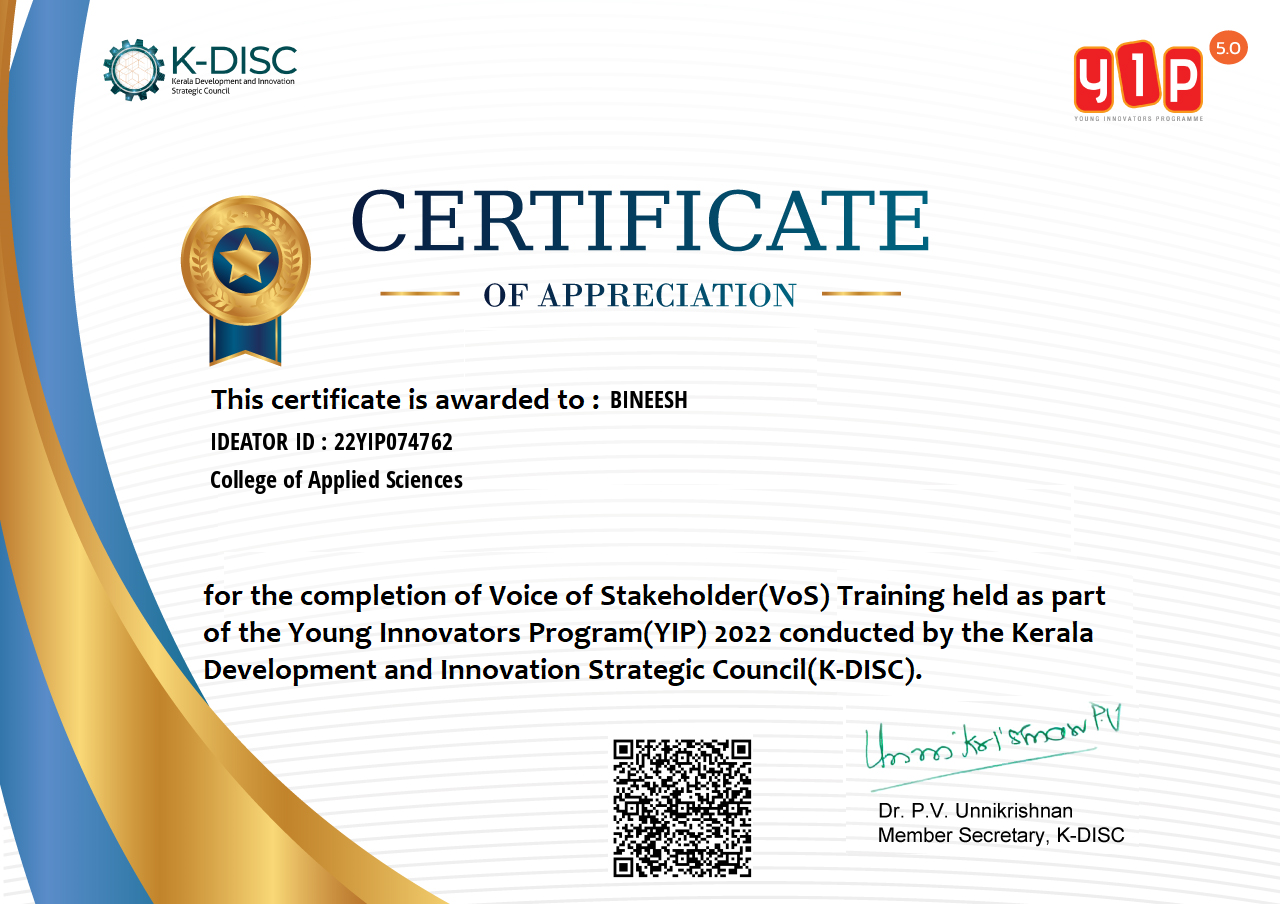 K-DISC
Kerala Development and Innovation
Strategic Council
yip 5.0
YOUNG INNOVATORS PROGRAMME
CERTIFICATE
OF APPRECIATION
This certificate is awarded to : BINEESH
IDEATOR ID : 22YIP074762
College of Applied Sciences
for the completion of Voice of Stakeholder(VoS) Training held as part
of the Young Innovators Program(YIP) 2022 conducted by the Kerala
Development and Innovation Strategic Council(K-DISC).
Unnikrishnan P.V
Dr. P.V. Unnikrishnan
Member Secretary, K-DISC